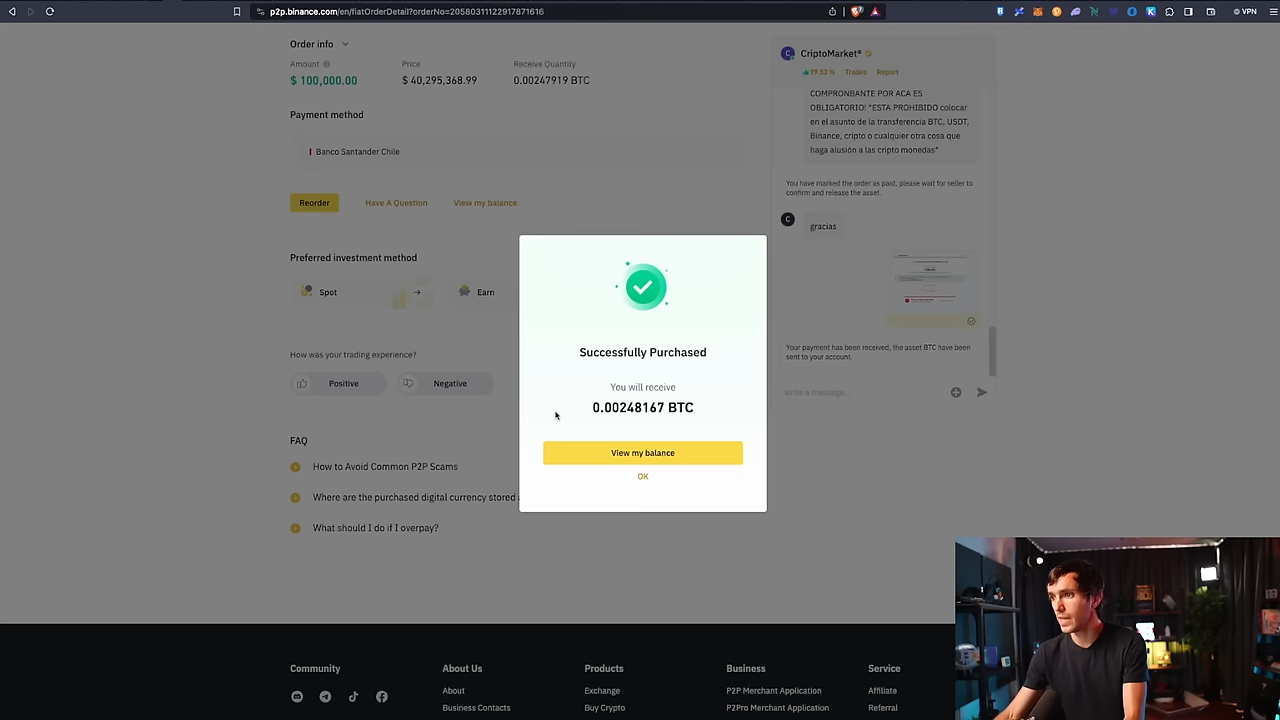 p2p.binance.com/en/fiatOrderDetail?orderNo=20580311122917871616
VPN
Order info
Amount
Price
Receive Quantity
$ 100,000.00
$ 40,295,368.99
0.00247919 BTC
Payment method
Banco Santander Chile
Reorder
Have A Question
View my balance
Preferred investment method
Spot
Earn
How was your trading experience?
Positive
Negative
FAQ
How to Avoid Common P2P Scams
Where are the purchased digital currency stored
What should I do if I overpay?
Successfully Purchased
You will receive
0.00248167 BTC
View my balance
OK
C
CriptoMarket®
99.53 %
Trades
Report
COMPRONBANTE POR ACA ES
OBLIGATORIO! *ESTA PROHIBIDO colocar
en el asunto de la transferencia BTC, USDT,
Binance, cripto o cualquier otra cosa que
haga alusión a las cripto monedas*
You have marked the order as paid, please wait for seller to
confirm and release the asset.
C
gracias
Your payment has been received, the asset BTC have been
sent to your account.
write a message...
Community
About Us
Products
Business
Service
About
Exchange
P2P Merchant Application
Affiliate
Business Contacts
Buy Crypto
P2Pro Merchant Application
Referral